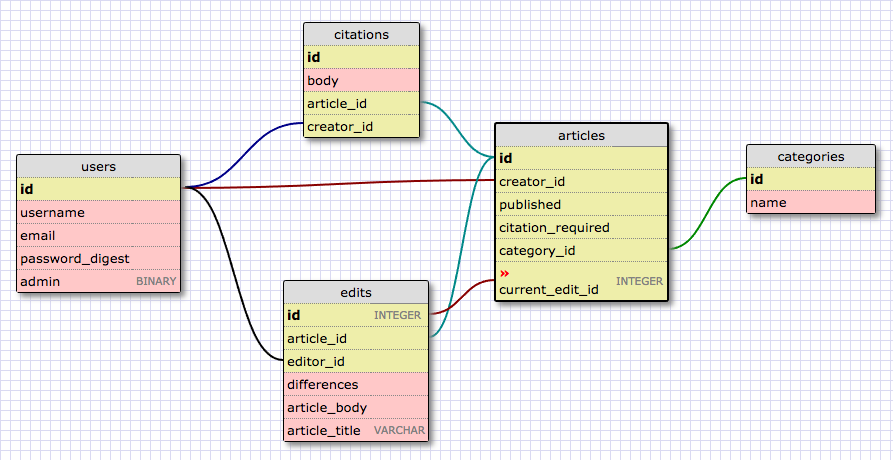 citations
id
body
article_id
creator_id
users
id
username
email
password_digest
admin BINARY
edits
id INTEGER
article_id
editor_id
differences
article_body
article_title VARCHAR
articles
id
creator_id
published
citation_required
category_id
»
current_edit_id INTEGER
categories
id
name